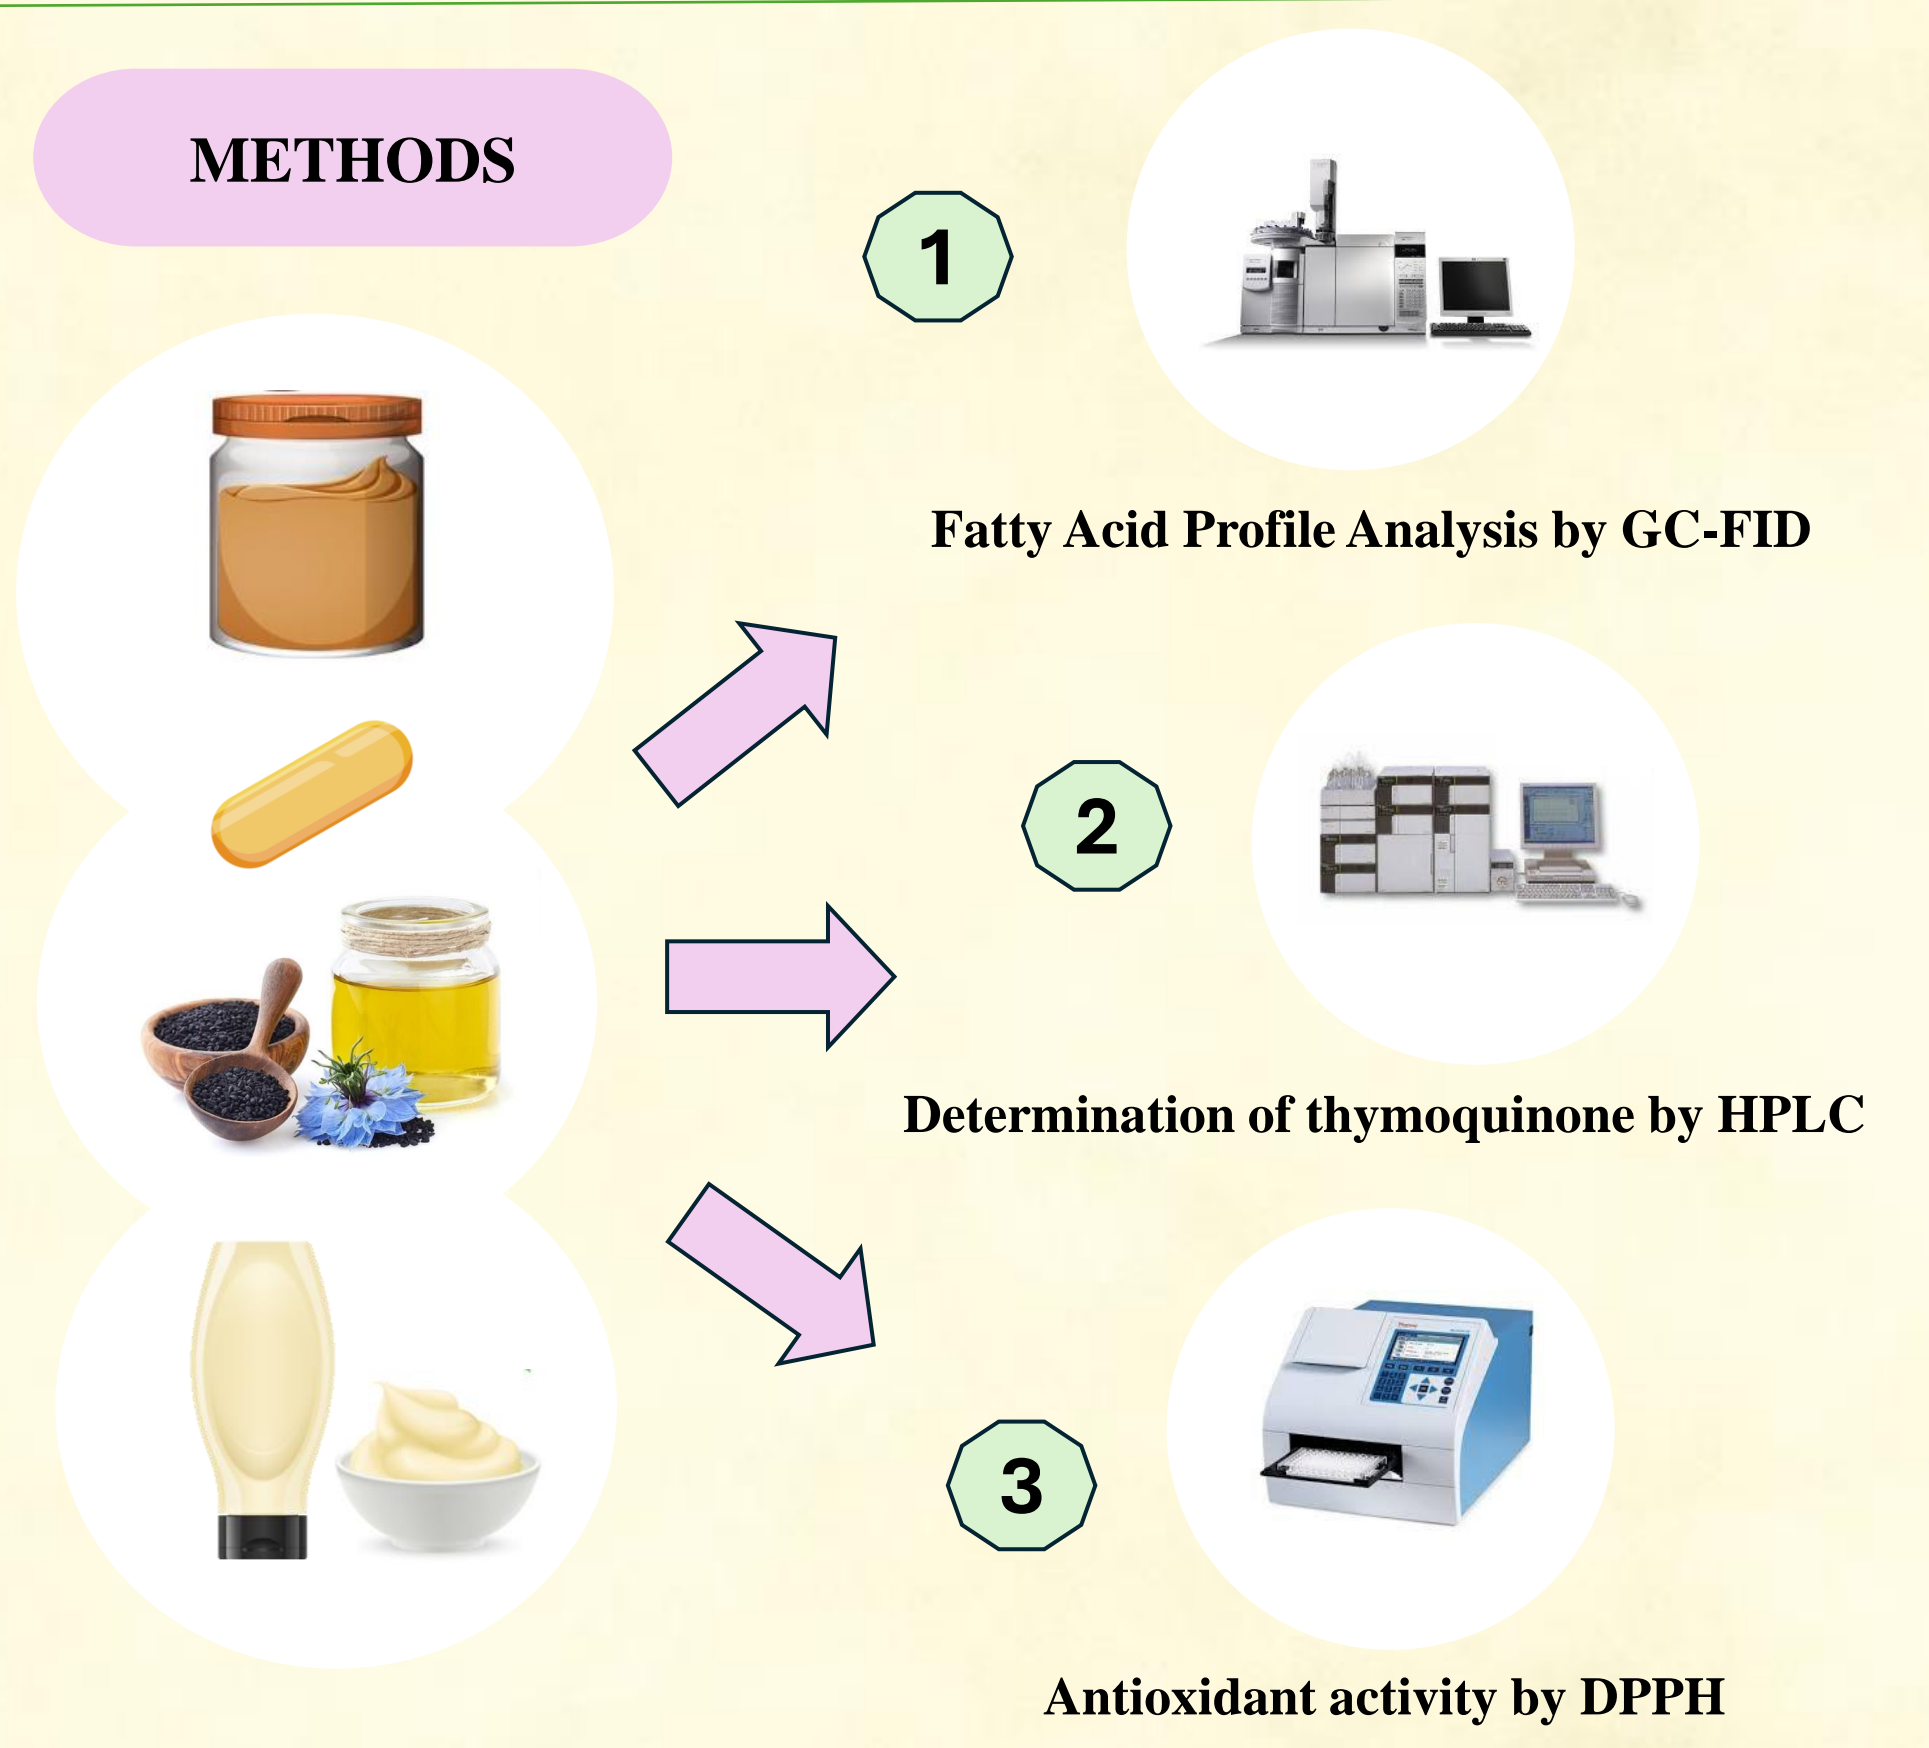 METHODS
1
Fatty Acid Profile Analysis by GC-FID
2
Determination of thymoquinone by HPLC
3
Antioxidant activity by DPPH